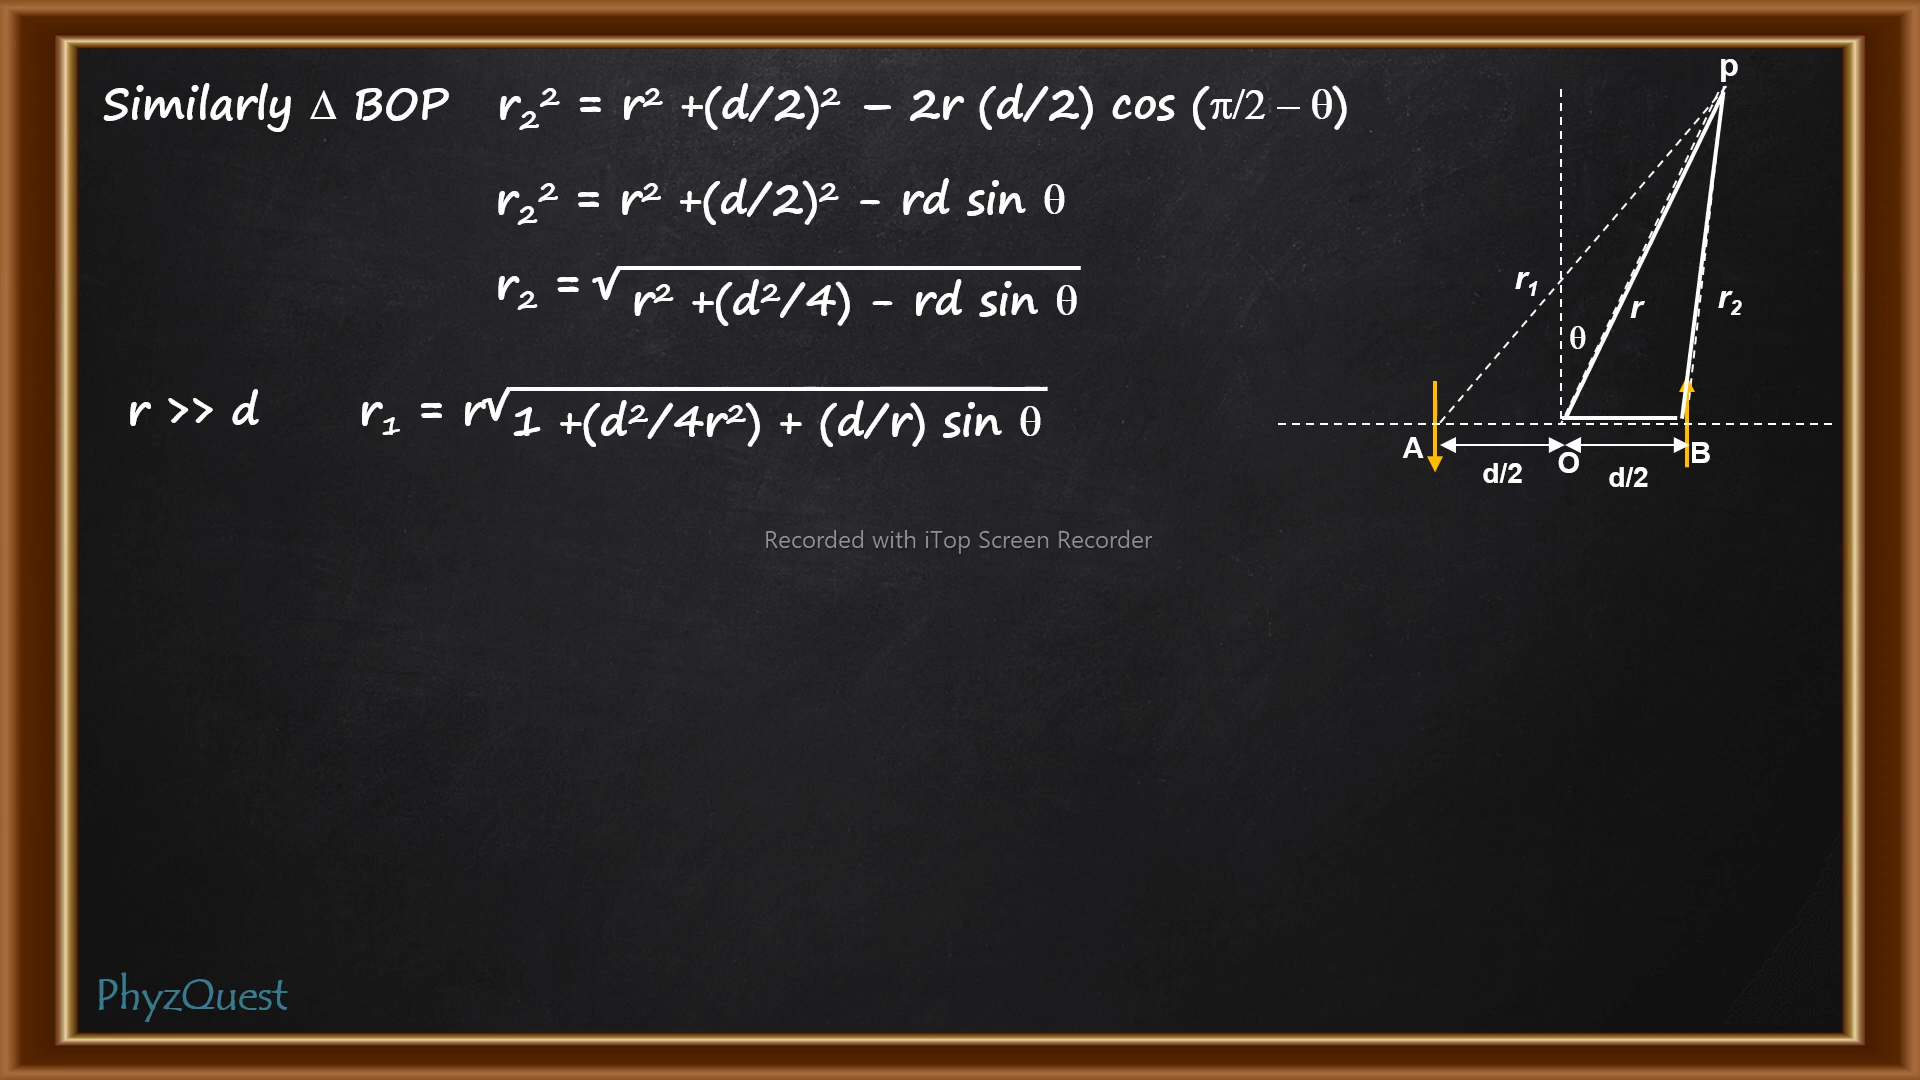 Similarly Δ BOP r₂² = r² +(d/2)² – 2r (d/2) cos (π/2 – θ)
r₂² = r² +(d/2)² - rd sin θ
r₂ = √r² +(d²/4) - rd sin θ
r >> d r₁ = r√1 +(d²/4r²) + (d/r) sin θ
p
r₁
r
r₂
θ
A
O
B
d/2
d/2
Recorded with iTop Screen Recorder
PhyzQuest